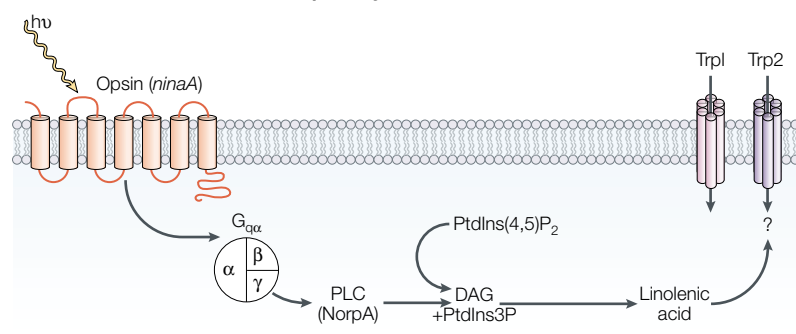 hυ
Opsin (ninaA)
Trpl Trp2
Gqα
α
β
γ
PtdIns(4,5)P2
?
PLC
(NorpA)
DAG
+PtdIns3P
Linolenic
acid